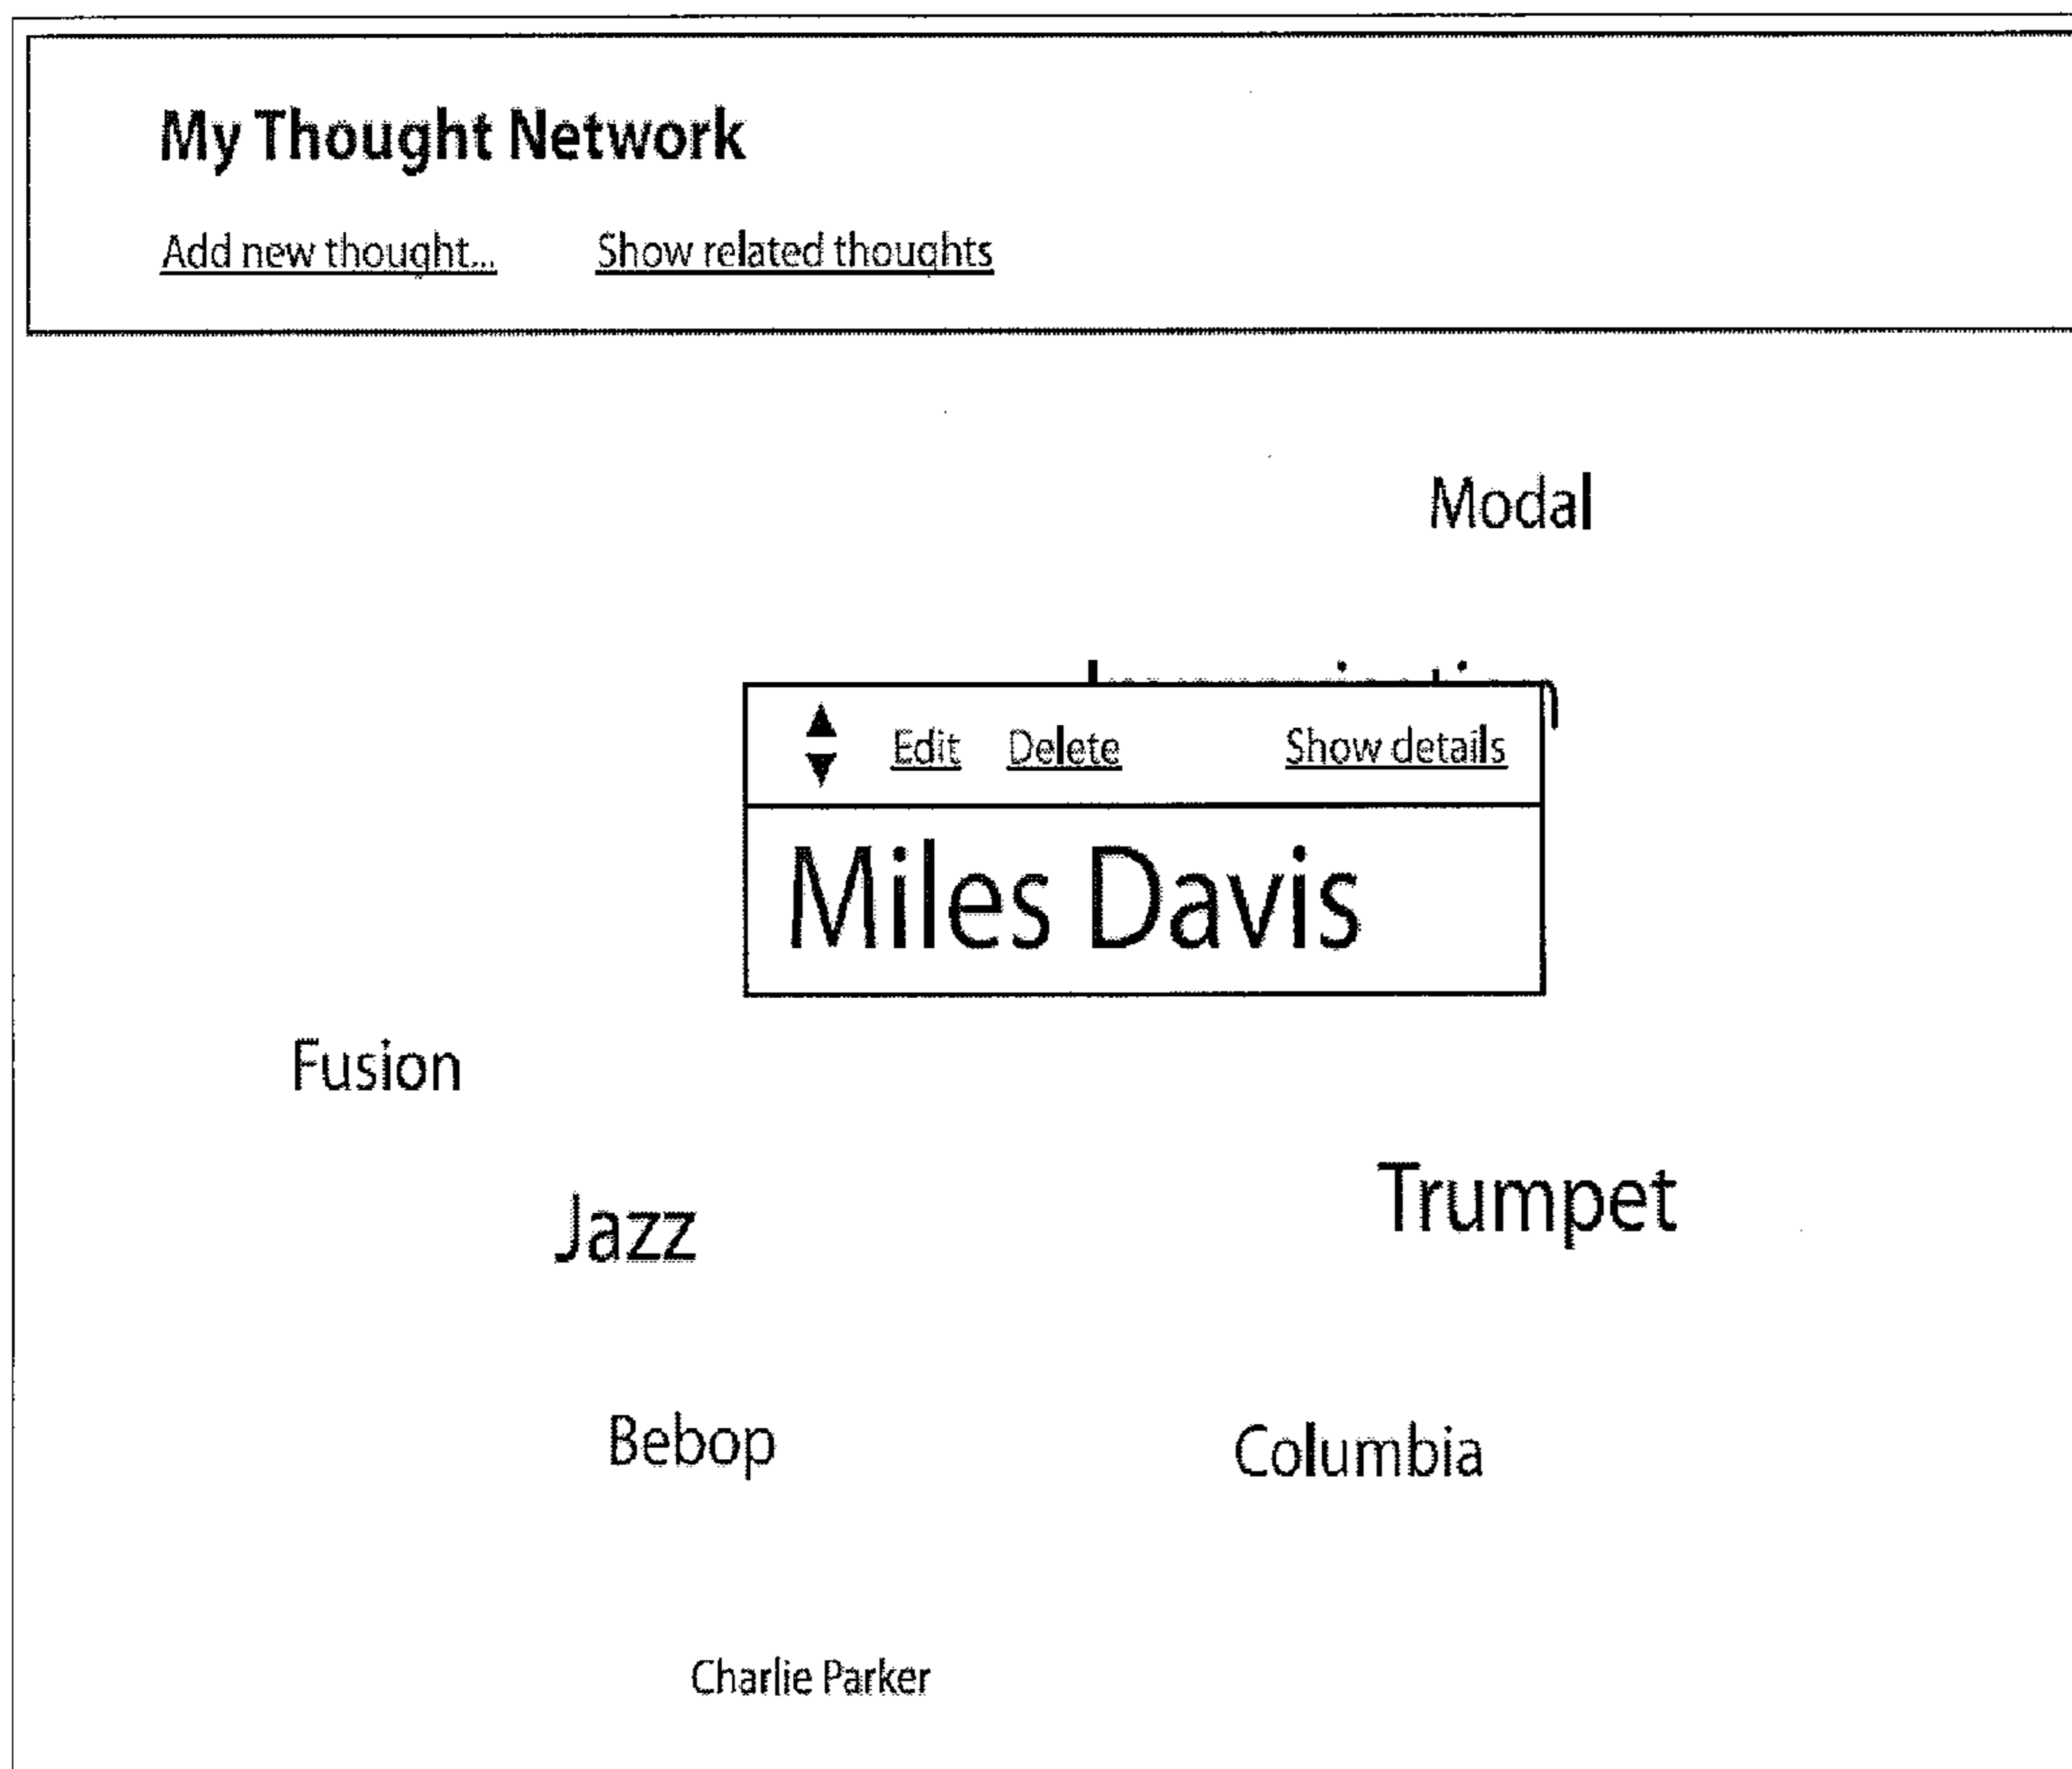 My Thought Network
Add new thought... Show related thoughts
Modal
Edit Delete Show details
Miles Davis
Fusion
Trumpet
Jazz
Bebop
Columbia
Charlie Parker